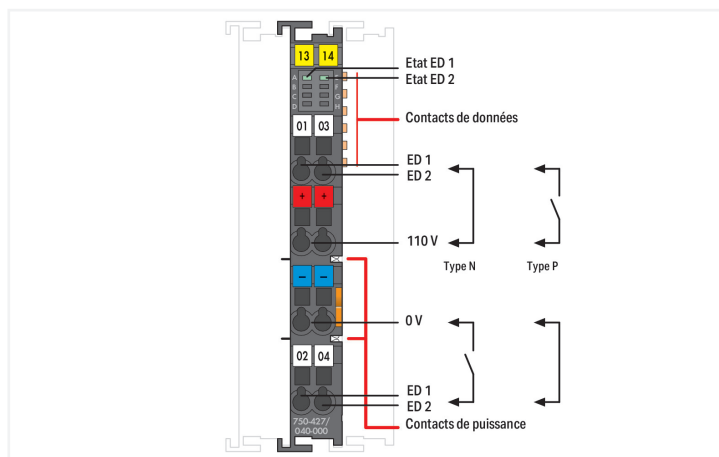 13 14
Etat ED 1
A E
Etat ED 2
B F
C G
D H
Contacts de données
01 03
ED 1
ED 2
+ +
110 V
Type N Type P
− −
0 V
02 04
ED 1
ED 2
Contacts de puissance
750-427/
040-000